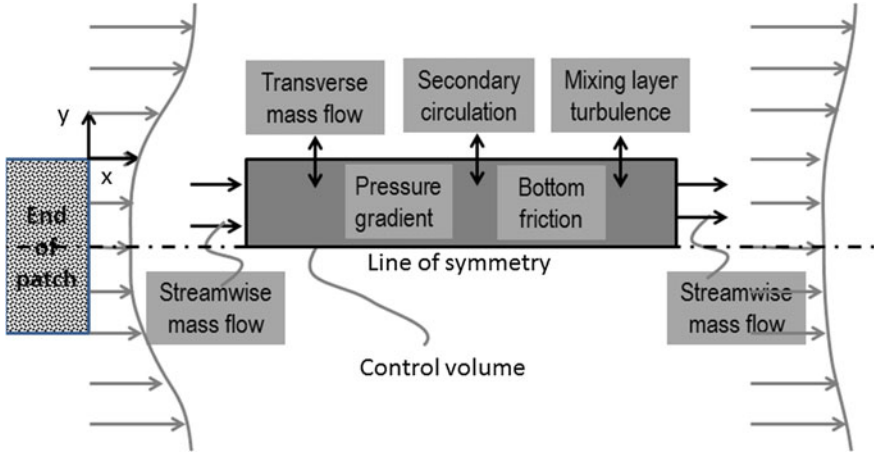 Transverse
mass flow
Secondary
circulation
Mixing layer
turbulence
y
x
End
of
patch
Pressure
gradient
Bottom
friction
Line of symmetry
Streamwise
mass flow
Streamwise
mass flow
Control volume